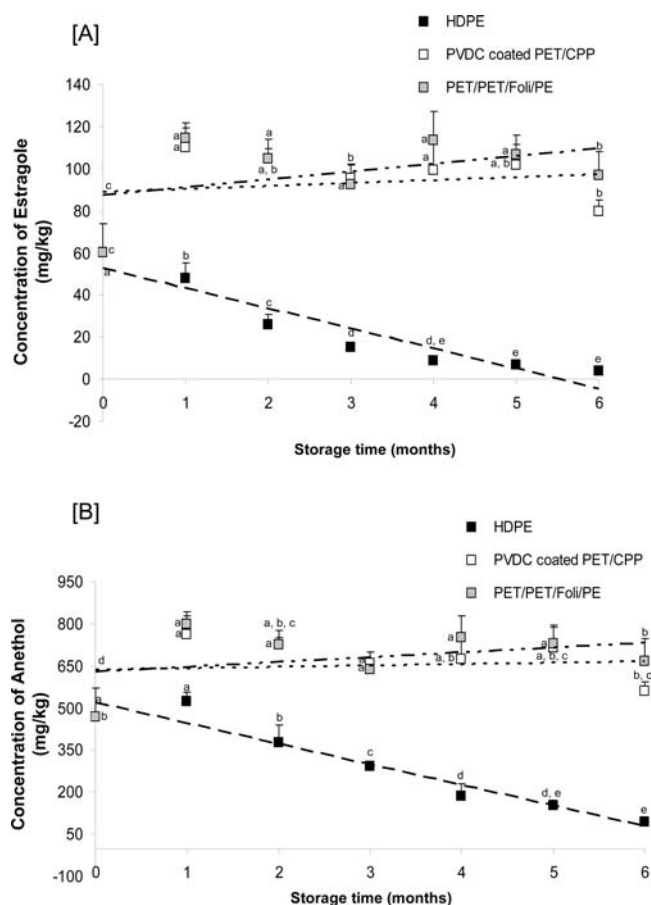 [A]
HDPE
PVDC coated PET/CPP
PET/PET/Foli/PE
Concentration of Estragole
(mg/kg)
140
120
100
80
60
40
20
0
-20
c
c
a
a
a
b
a
a, b
c
b
a
d
a
a
d, e
a
a, b
e
b
b
e
0 1 2 3 4 5 6
Storage time (months)
[B]
HDPE
PVDC coated PET/CPP
PET/PET/Foli/PE
Concentration of Anethol
(mg/kg)
950
800
650
500
350
200
50
-100
d
a
b
a
a
a
a, b, c
b
a
a
c
a
a, b
d
a
a, b, c
d, e
b
b, c
e
0 1 2 3 4 5 6
Storage time (months)